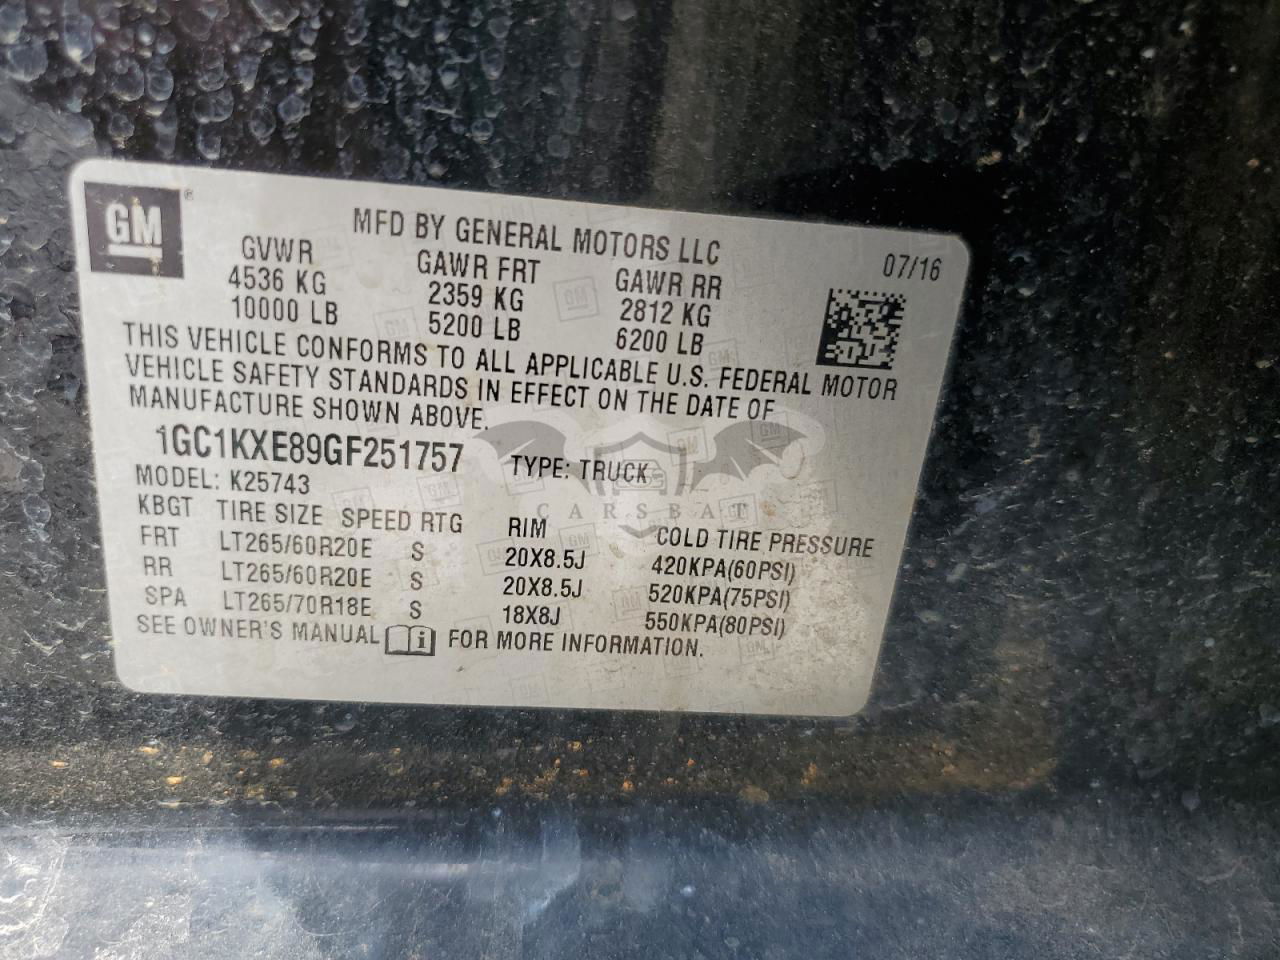 GM ®
MFD BY GENERAL MOTORS LLC
07/16
GVWR GAWR FRT GAWR RR
4536 KG 2359 KG 2812 KG
10000 LB 5200 LB 6200 LB
THIS VEHICLE CONFORMS TO ALL APPLICABLE U.S. FEDERAL MOTOR
VEHICLE SAFETY STANDARDS IN EFFECT ON THE DATE OF
MANUFACTURE SHOWN ABOVE.
1GC1KXE89GF251757 TYPE: TRUCK
MODEL: K25743
CARSBAT
KBGT TIRE SIZE SPEED RTG RIM COLD TIRE PRESSURE
FRT LT265/60R20E S 20X8.5J 420KPA(60PSI)
RR LT265/60R20E S 20X8.5J 520KPA(75PSI)
SPA LT265/70R18E S 18X8J 550KPA(80PSI)
SEE OWNER'S MANUAL i FOR MORE INFORMATION.